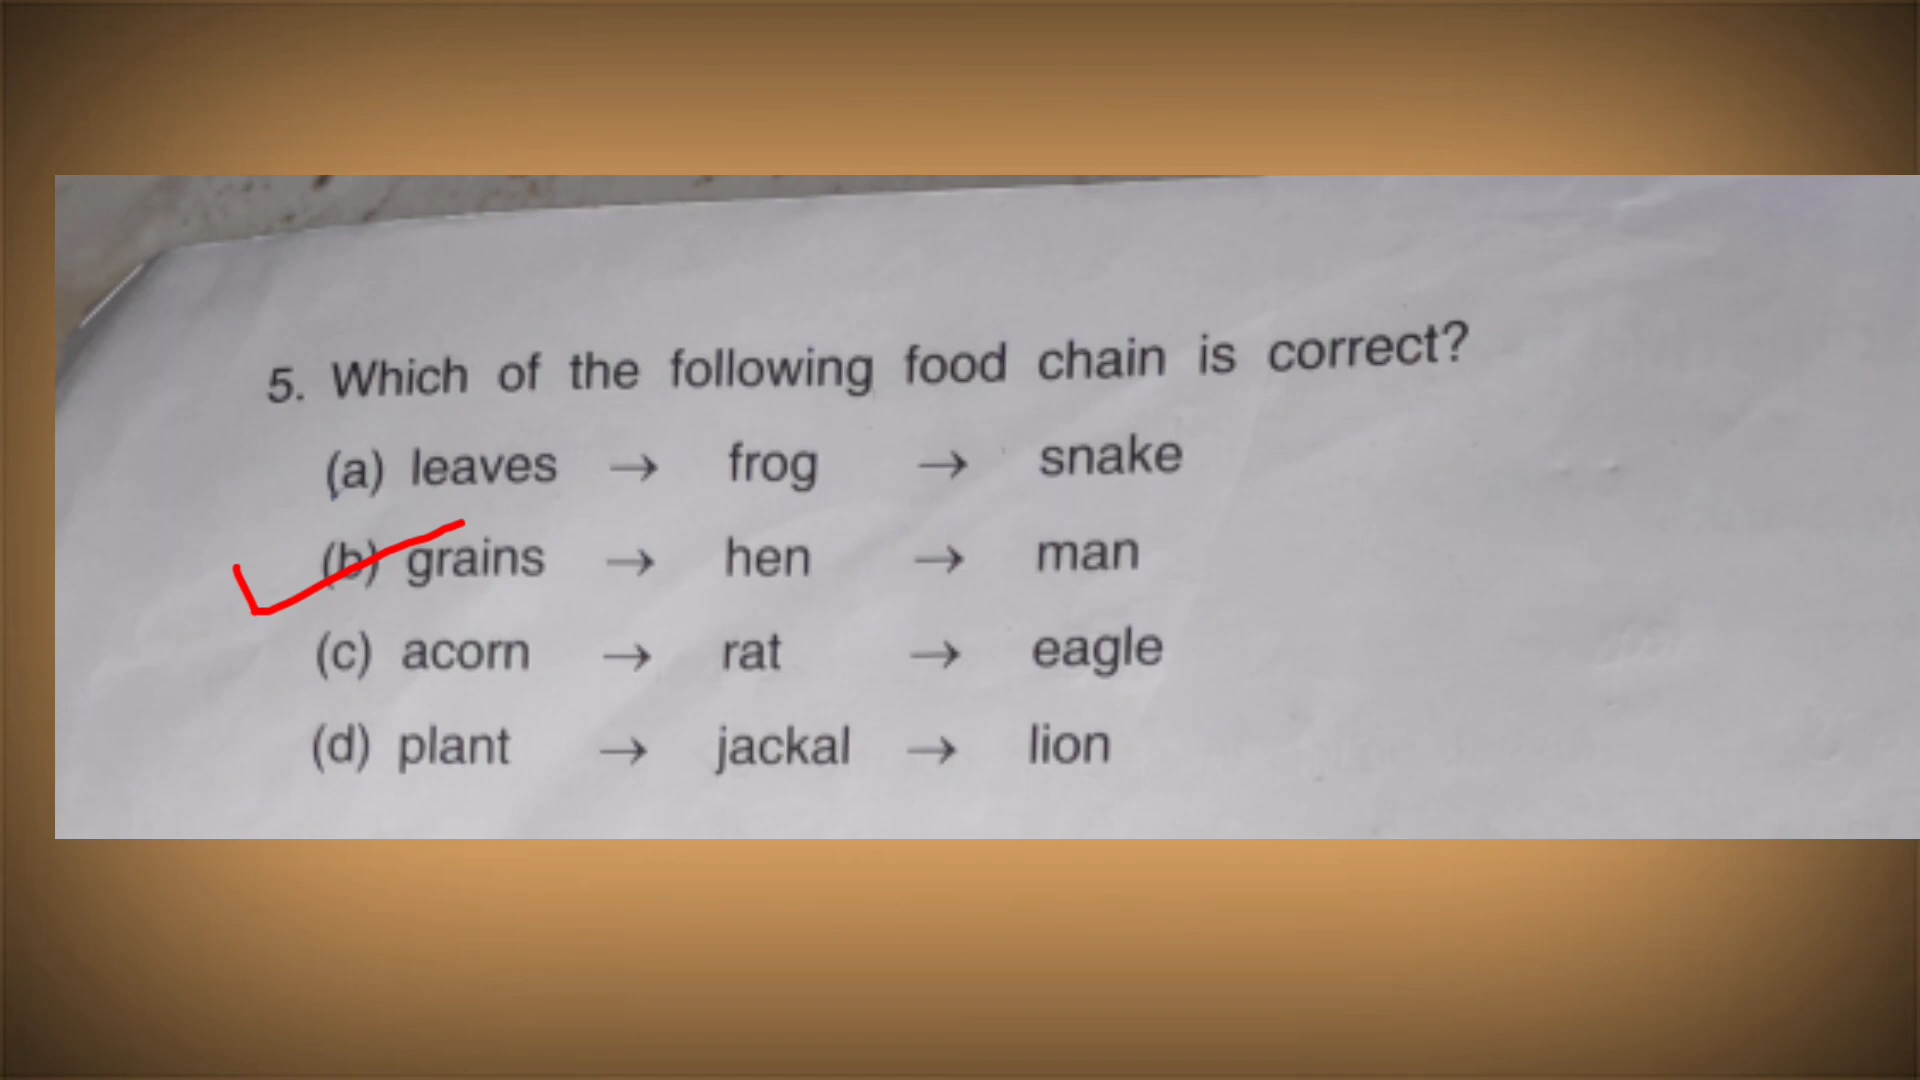 5. Which of the following food chain is correct?
(a) leaves → frog → snake
(b) grains → hen → man
(c) acorn → rat → eagle
(d) plant → jackal → lion